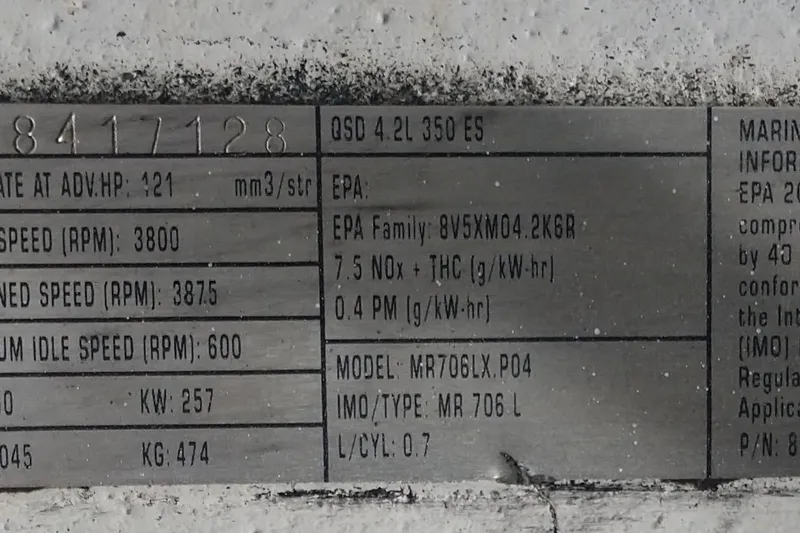 8417128
ATE AT ADV.HP: 121 mm3/str
SPEED (RPM): 3800
NED SPEED (RPM): 3875
UM IDLE SPEED (RPM): 600
0 KW: 257
045 KG: 474
QSD 4.2L 350 ES
EPA:
EPA Family: 8V5XM04.2K6R
7.5 NOx + THC (g/kW-hr)
0.4 PM (g/kW-hr)
MODEL: MR706LX.P04
IMO/TYPE: MR 706 L
L/CYL: 0.7
MARIN
INFOR
EPA 20
compr
by 40
confor
the Int
(IMO)
Regula
Applica
P/N: 8